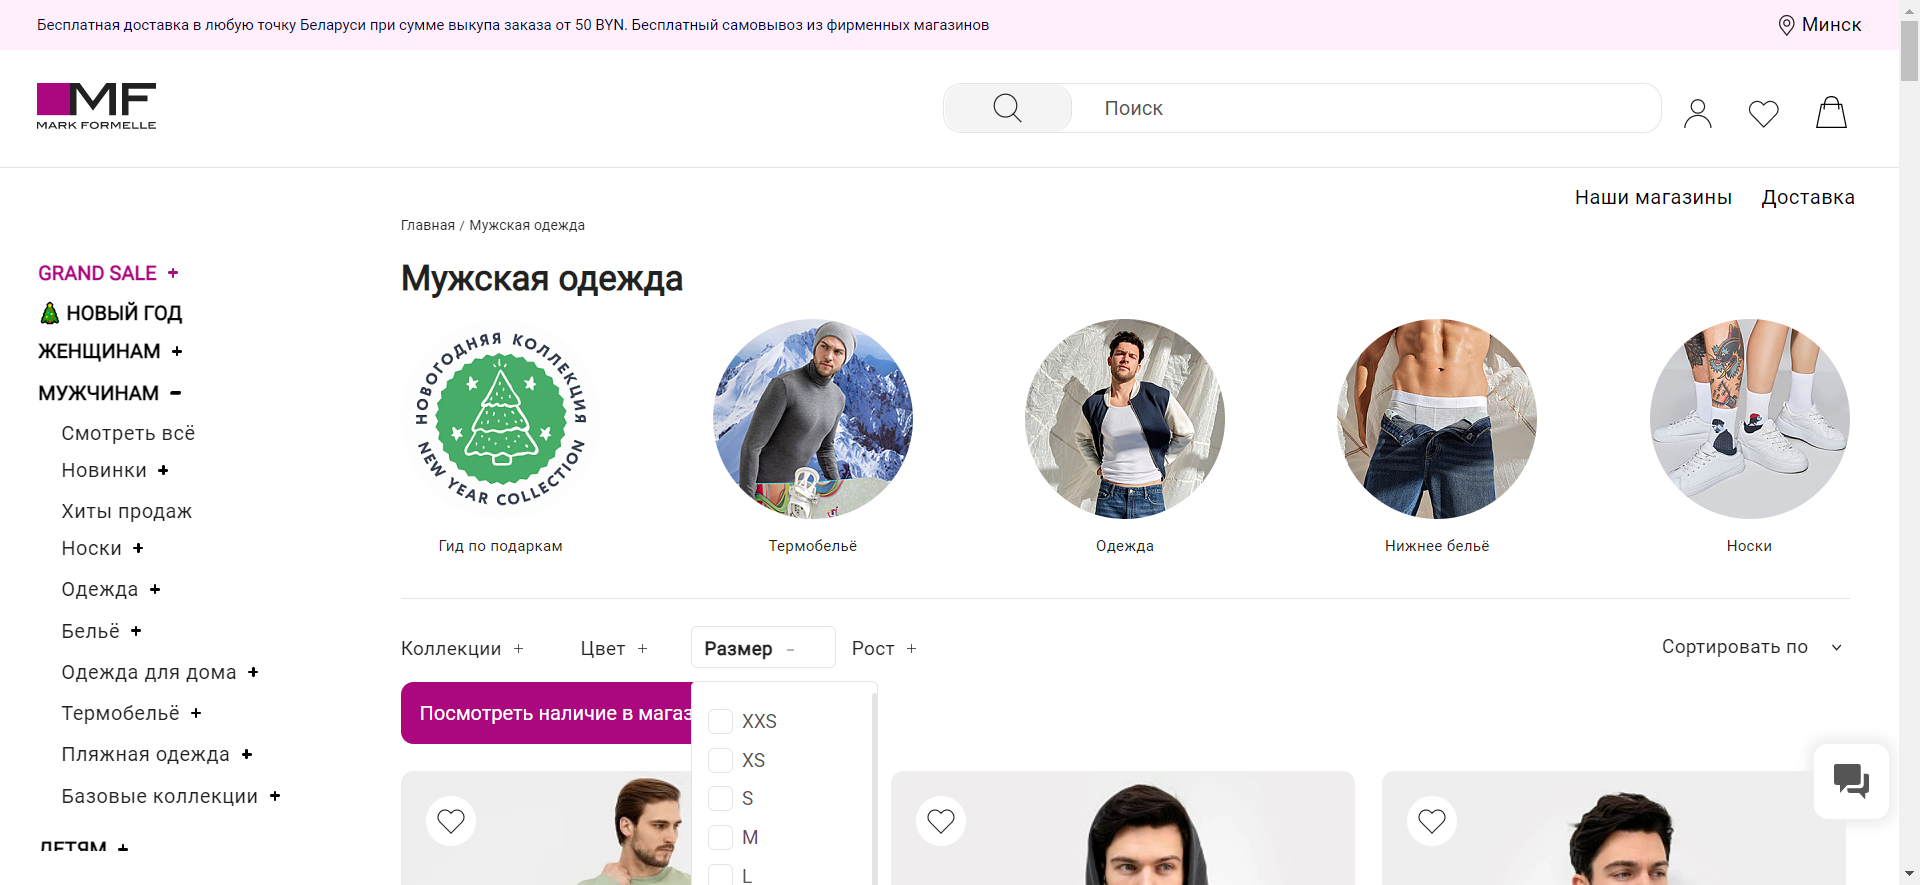 Бесплатная доставка в любую точку Беларуси при сумме выкупа заказа от 50 BYN. Бесплатный самовывоз из фирменных магазинов
Минск
MF
MARK FORMELLE
Поиск
Наши магазины
Доставка
Главная / Мужская одежда
Мужская одежда
GRAND SALE +
НОВЫЙ ГОД
ЖЕНЩИНАМ +
МУЖЧИНАМ –
Смотреть всё
Новинки +
Хиты продаж
Носки +
Одежда +
Бельё +
Одежда для дома +
Термобельё +
Пляжная одежда +
Базовые коллекции +
ДЕТЯМ +
НОВОГОДНЯЯ КОЛЛЕКЦИЯ
NEW YEAR COLLECTION
Гид по подаркам
Термобельё
Одежда
Нижнее бельё
Носки
Коллекции +
Цвет +
Размер –
Рост +
Сортировать по
Посмотреть наличие в магаз
XXS
XS
S
M
L